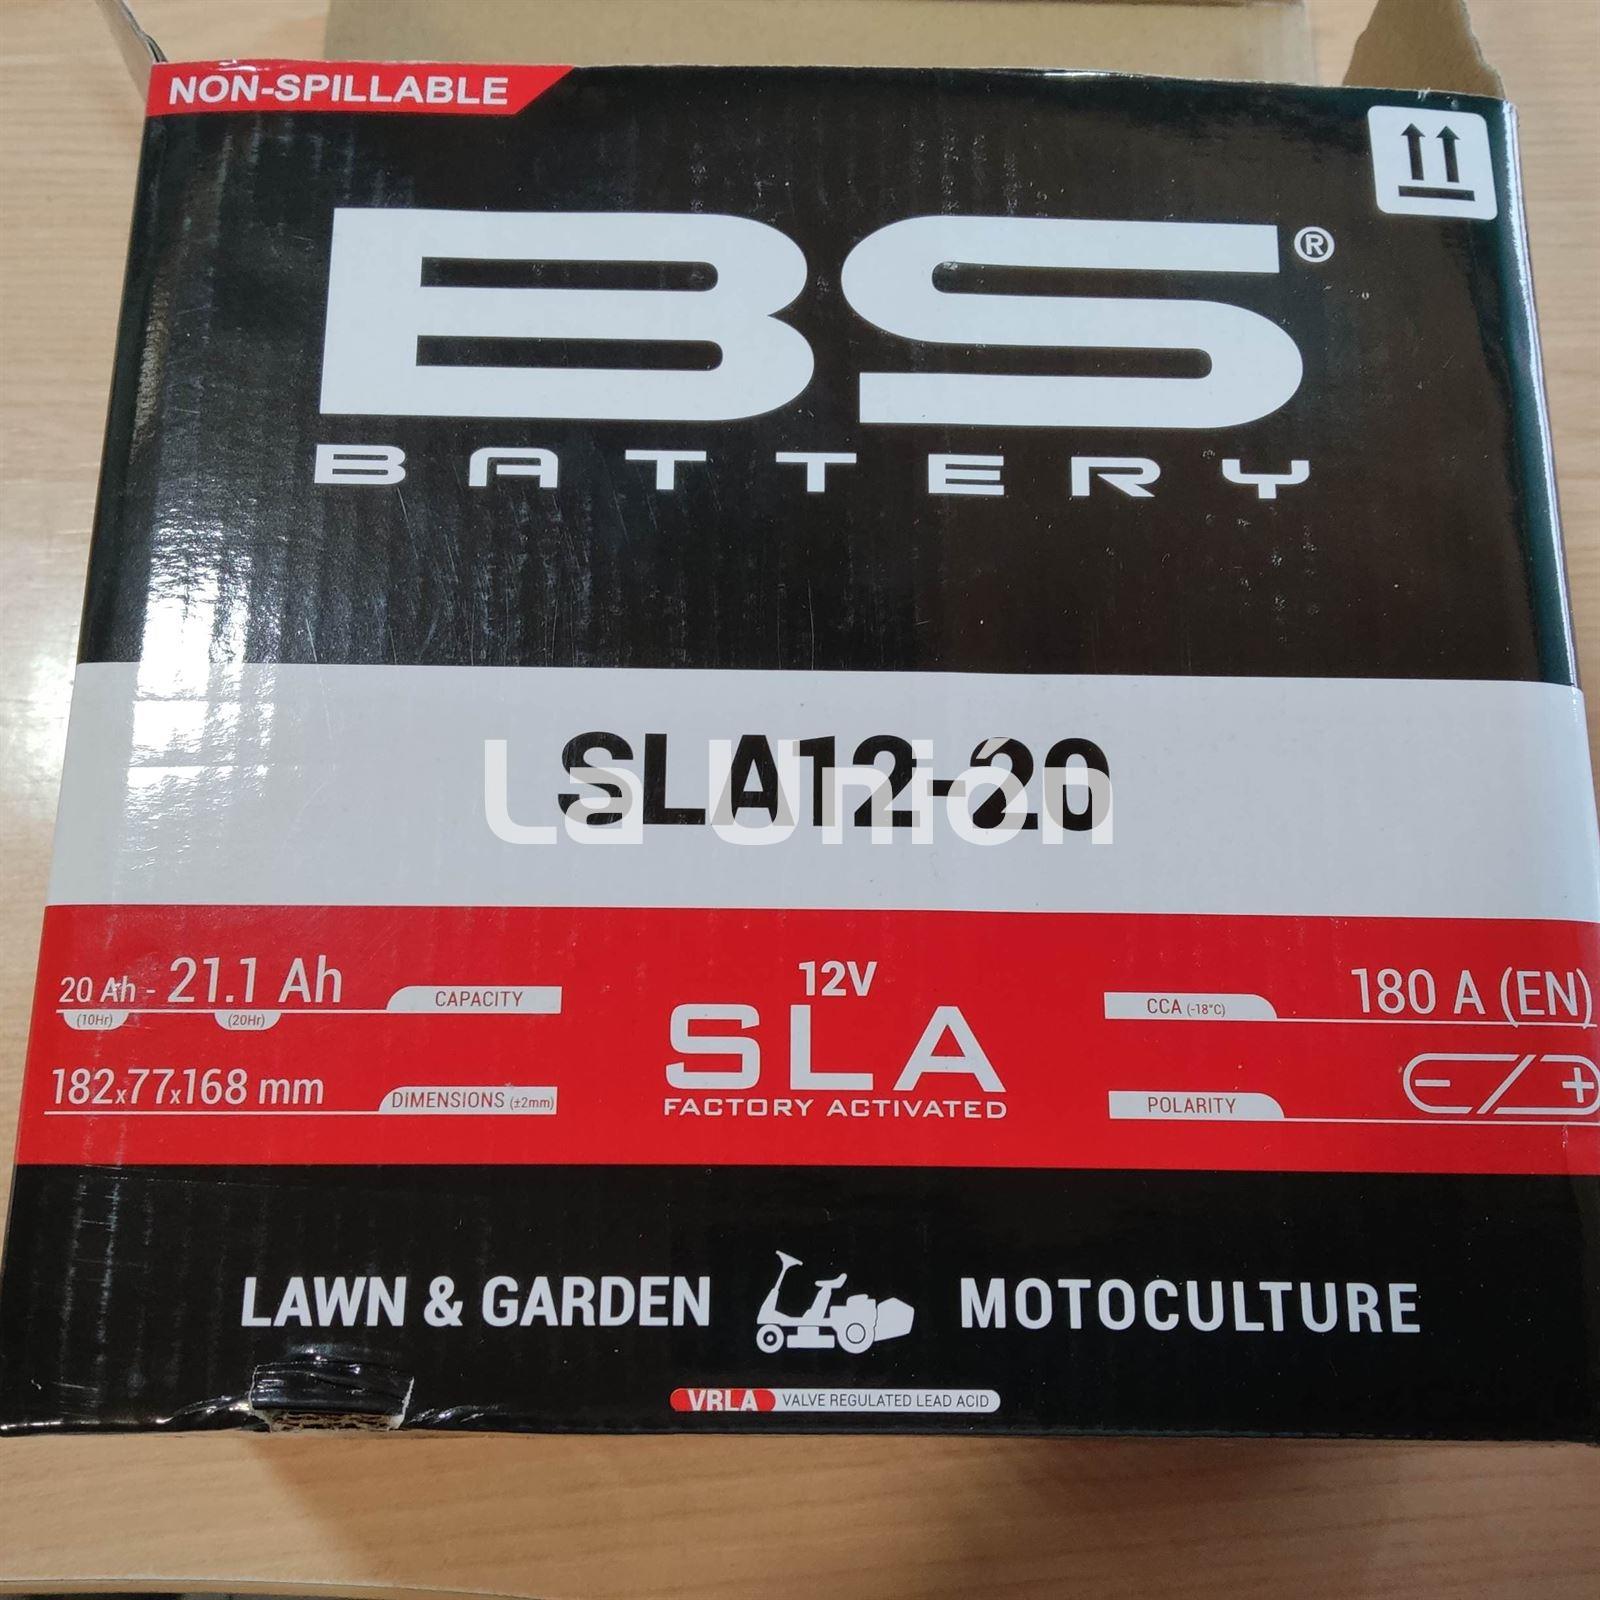 NON-SPILLABLE
BS®
BATTERY
SLA12-20
La Unión
20 Ah - 21.1 Ah CAPACITY
(10Hr) (20Hr)
182x77x168 mm DIMENSIONS (±2mm)
12V
SLA
FACTORY ACTIVATED
CCA (-18°C) 180 A (EN)
POLARITY - / +
LAWN & GARDEN MOTOCULTURE
VRLA VALVE REGULATED LEAD ACID